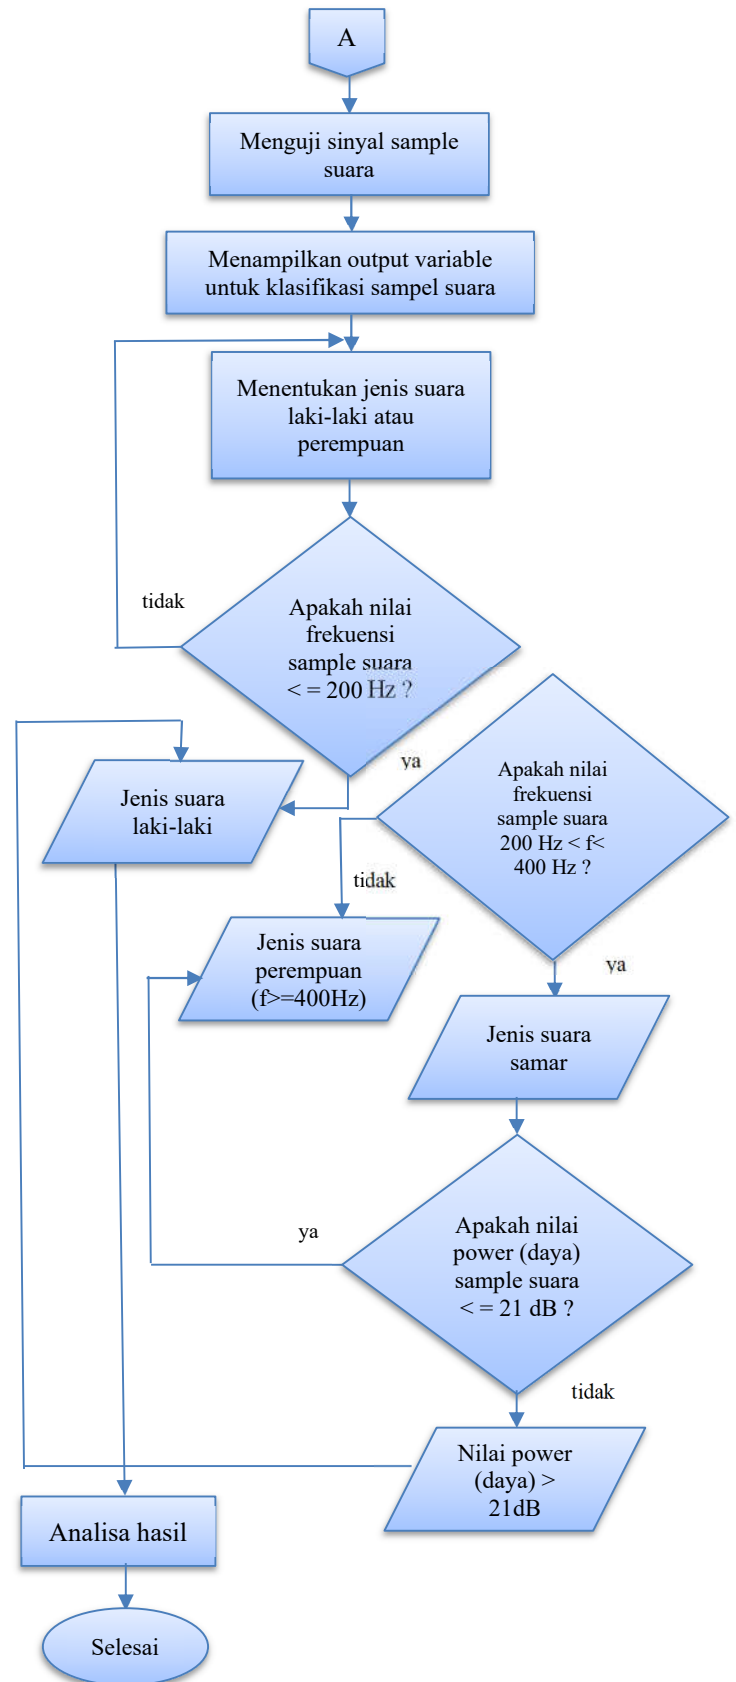 A
Menguji sinyal sample
suara
Menampilkan output variable
untuk klasifikasi sampel suara
Menentukan jenis suara
laki-laki atau
perempuan
tidak
Apakah nilai
frekuensi
sample suara
< = 200 Hz ?
ya
Jenis suara
laki-laki
Apakah nilai
frekuensi
sample suara
200 Hz < f<
400 Hz ?
tidak
Jenis suara
perempuan
(f>=400Hz)
ya
Jenis suara
samar
ya
Apakah nilai
power (daya)
sample suara
< = 21 dB ?
tidak
Nilai power
(daya) >
21dB
Analisa hasil
Selesai